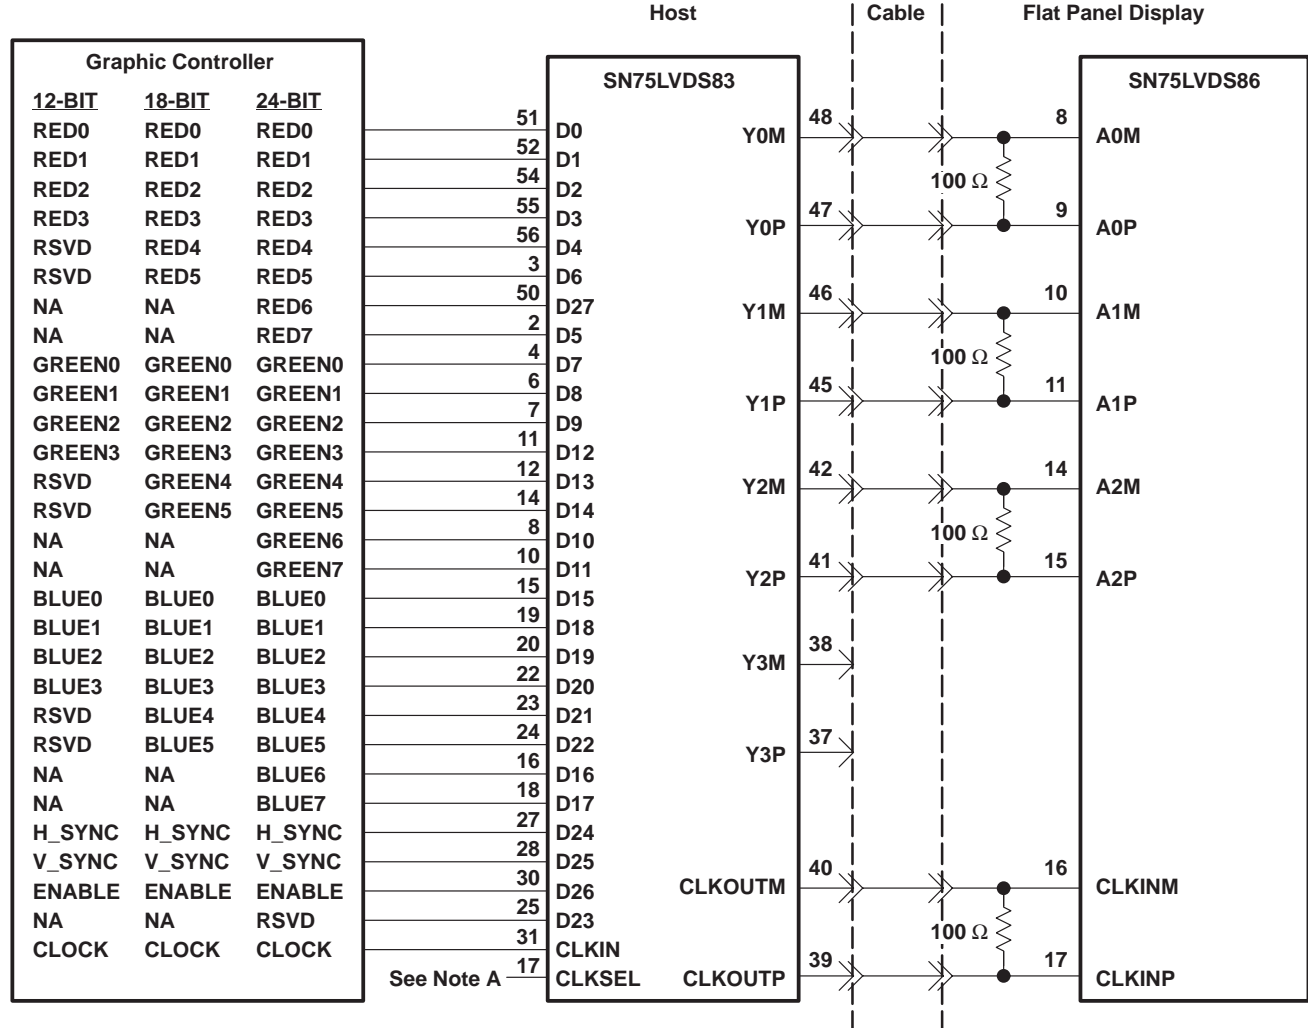 Host Cable Flat Panel Display
Graphic Controller
12-BIT 18-BIT 24-BIT
RED0 RED0 RED0
RED1 RED1 RED1
RED2 RED2 RED2
RED3 RED3 RED3
RSVD RED4 RED4
RSVD RED5 RED5
NA NA RED6
NA NA RED7
GREEN0 GREEN0 GREEN0
GREEN1 GREEN1 GREEN1
GREEN2 GREEN2 GREEN2
GREEN3 GREEN3 GREEN3
RSVD GREEN4 GREEN4
RSVD GREEN5 GREEN5
NA NA GREEN6
NA NA GREEN7
BLUE0 BLUE0 BLUE0
BLUE1 BLUE1 BLUE1
BLUE2 BLUE2 BLUE2
BLUE3 BLUE3 BLUE3
RSVD BLUE4 BLUE4
RSVD BLUE5 BLUE5
NA NA BLUE6
NA NA BLUE7
H_SYNC H_SYNC H_SYNC
V_SYNC V_SYNC V_SYNC
ENABLE ENABLE ENABLE
NA NA RSVD
CLOCK CLOCK CLOCK
SN75LVDS83
51 D0
52 D1
54 D2
55 D3
56 D4
3 D6
50 D27
2 D5
4 D7
6 D8
7 D9
11 D12
12 D13
14 D14
8 D10
10 D11
15 D15
19 D18
20 D19
22 D20
23 D21
24 D22
16 D16
18 D17
27 D24
28 D25
30 D26
25 D23
31 CLKIN
See Note A 17 CLKSEL
Y0M 48
Y0P 47
Y1M 46
Y1P 45
Y2M 42
Y2P 41
Y3M 38
Y3P 37
CLKOUTM 40
CLKOUTP 39
100 Ω
100 Ω
100 Ω
100 Ω
SN75LVDS86
8 A0M
9 A0P
10 A1M
11 A1P
14 A2M
15 A2P
16 CLKINM
17 CLKINP